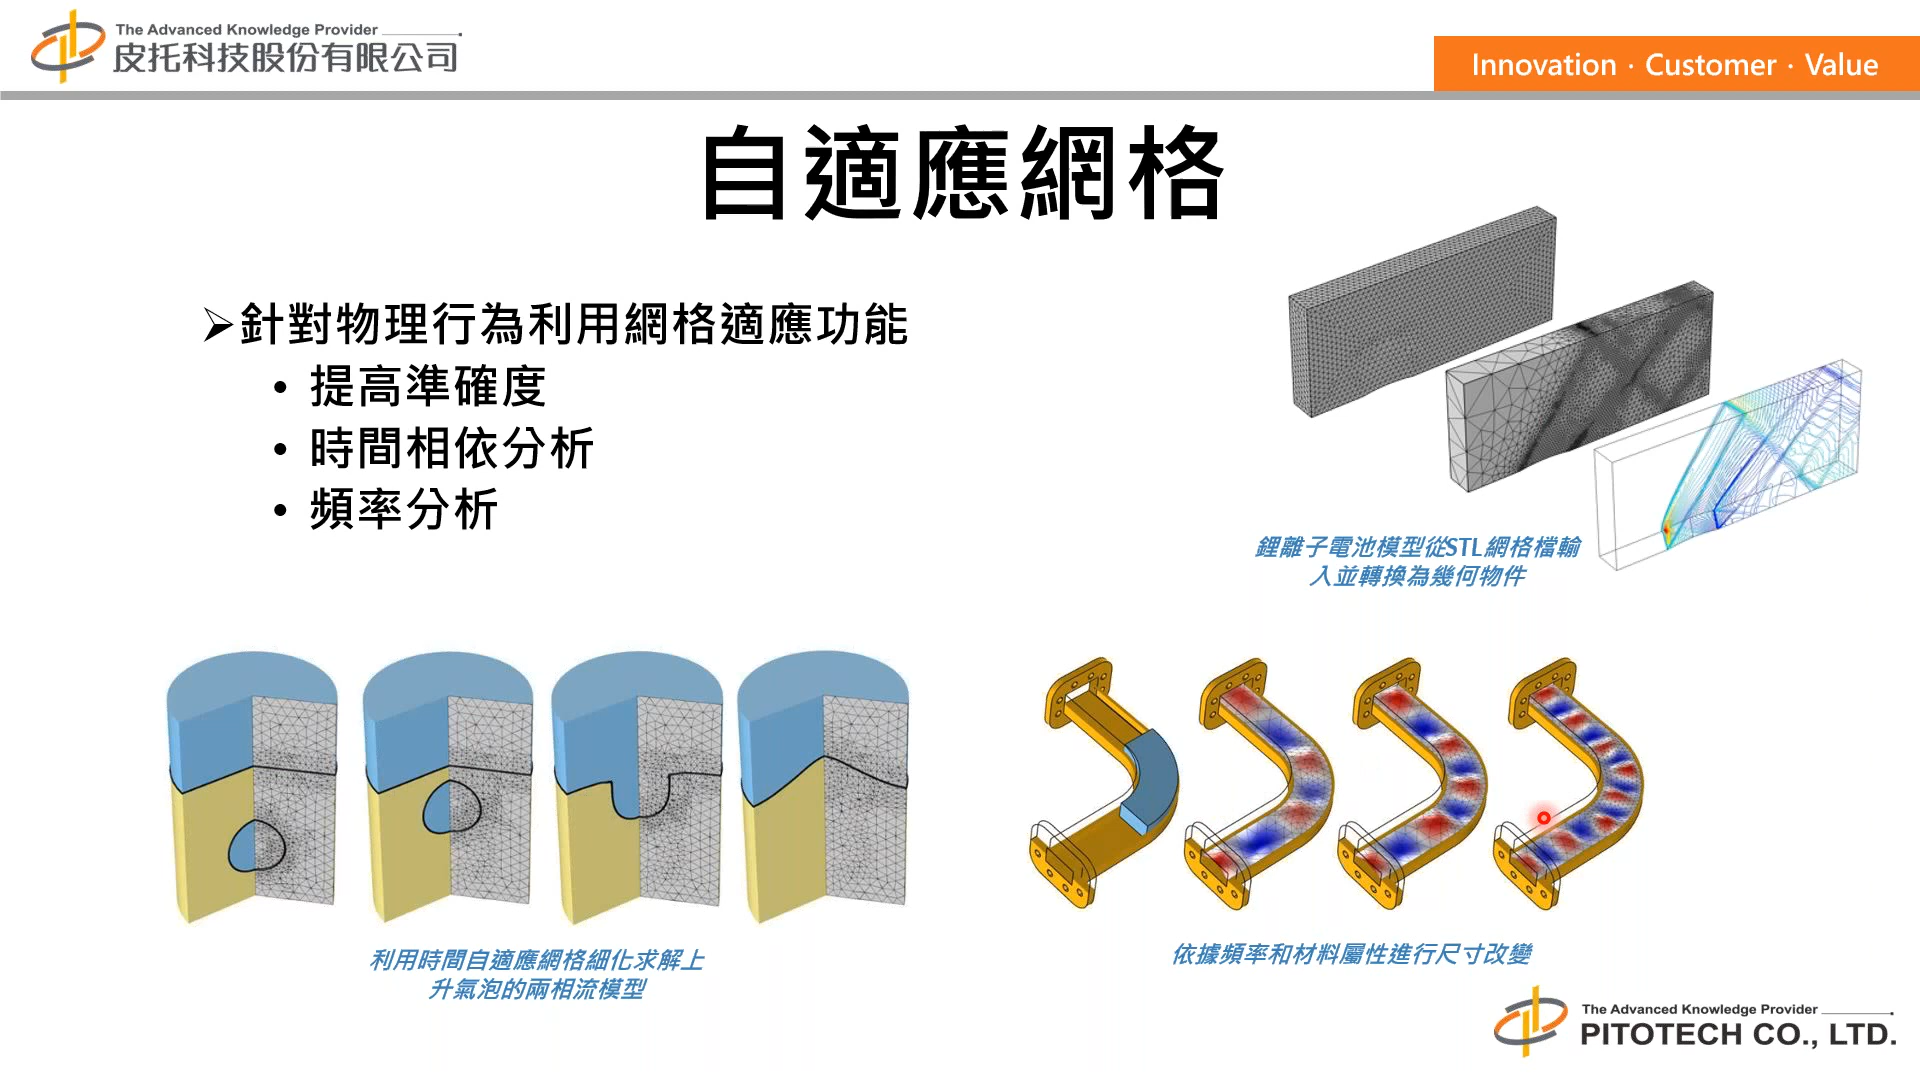 The Advanced Knowledge Provider
皮托科技股份有限公司
Innovation · Customer · Value
自適應網格
➢針對物理行為利用網格適應功能
• 提高準確度
• 時間相依分析
• 頻率分析
鋰離子電池模型從STL網格檔輸
入並轉換為幾何物件
利用時間自適應網格細化求解上
升氣泡的兩相流模型
依據頻率和材料屬性進行尺寸改變
The Advanced Knowledge Provider
PITOTECH CO., LTD.